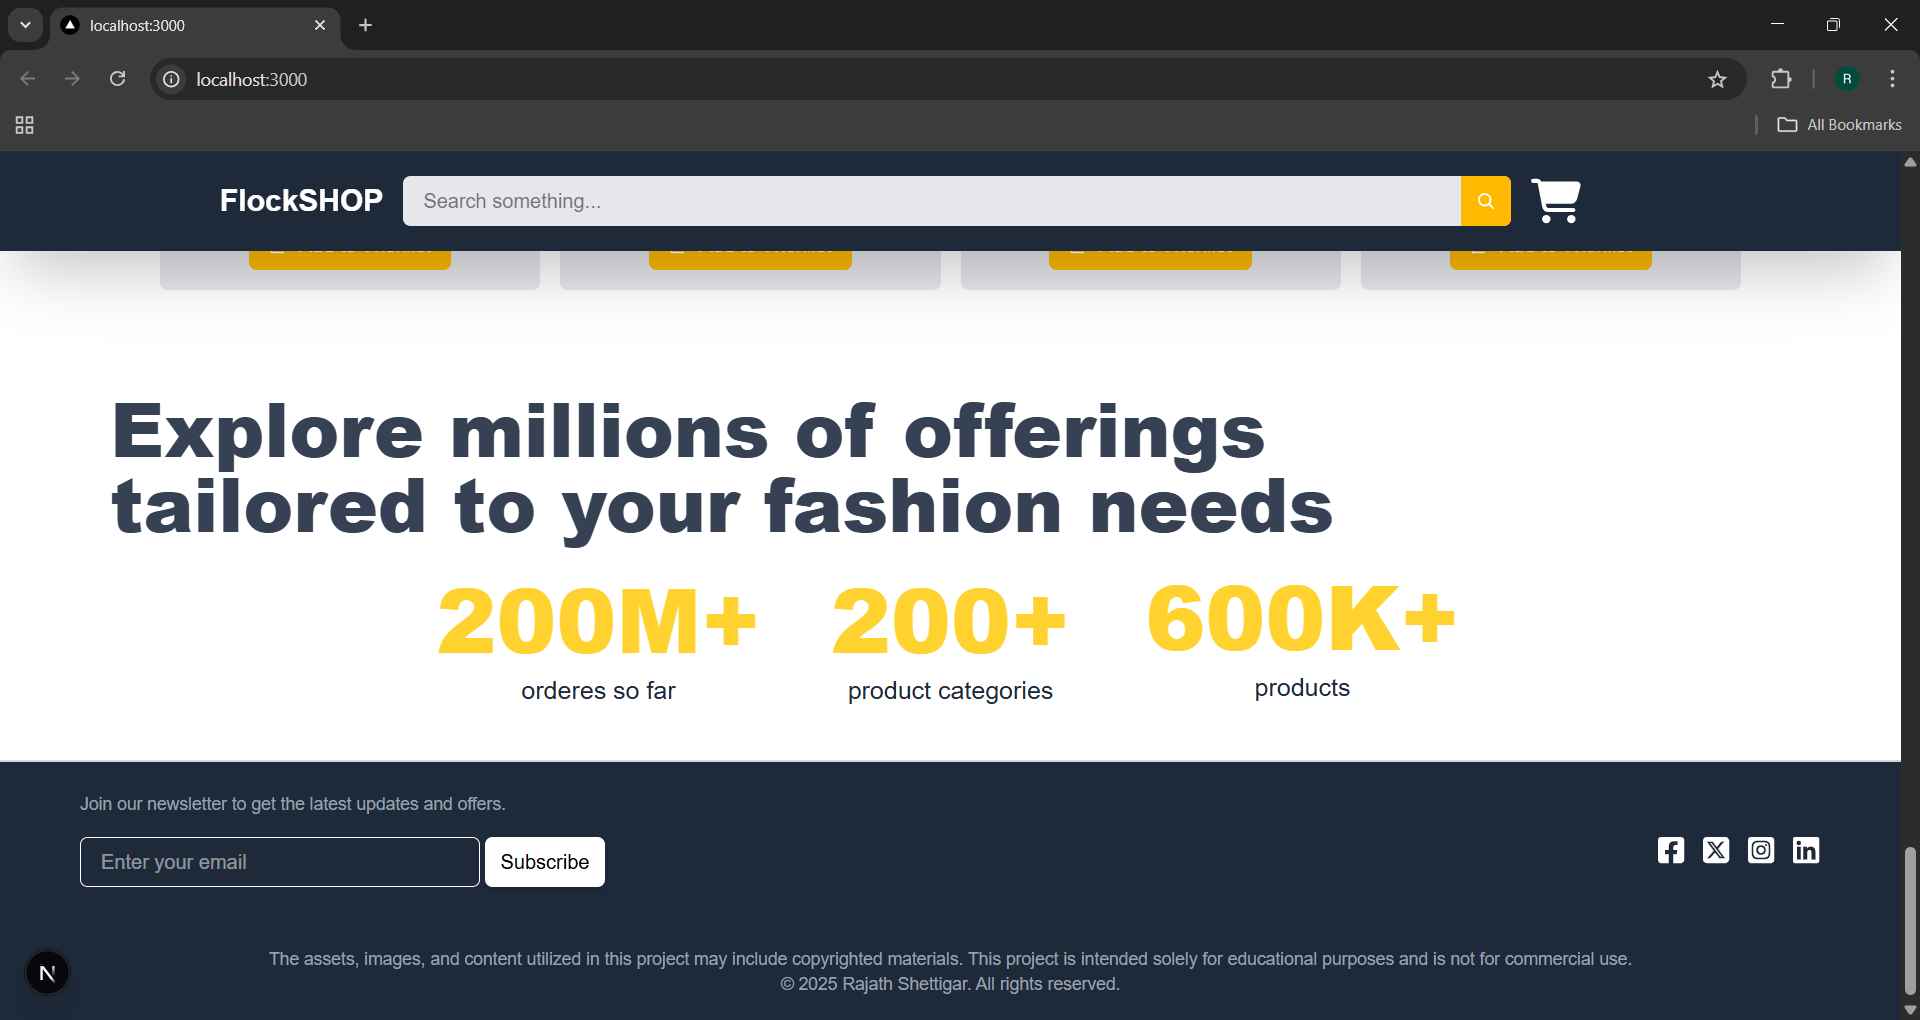 localhost:3000
localhost:3000
R
All Bookmarks
FlockSHOP
Search something...
Explore millions of offerings
tailored to your fashion needs
200M+ 200+ 600K+
orderes so far product categories products
Join our newsletter to get the latest updates and offers.
Enter your email Subscribe
The assets, images, and content utilized in this project may include copyrighted materials. This project is intended solely for educational purposes and is not for commercial use.
© 2025 Rajath Shettigar. All rights reserved.
N